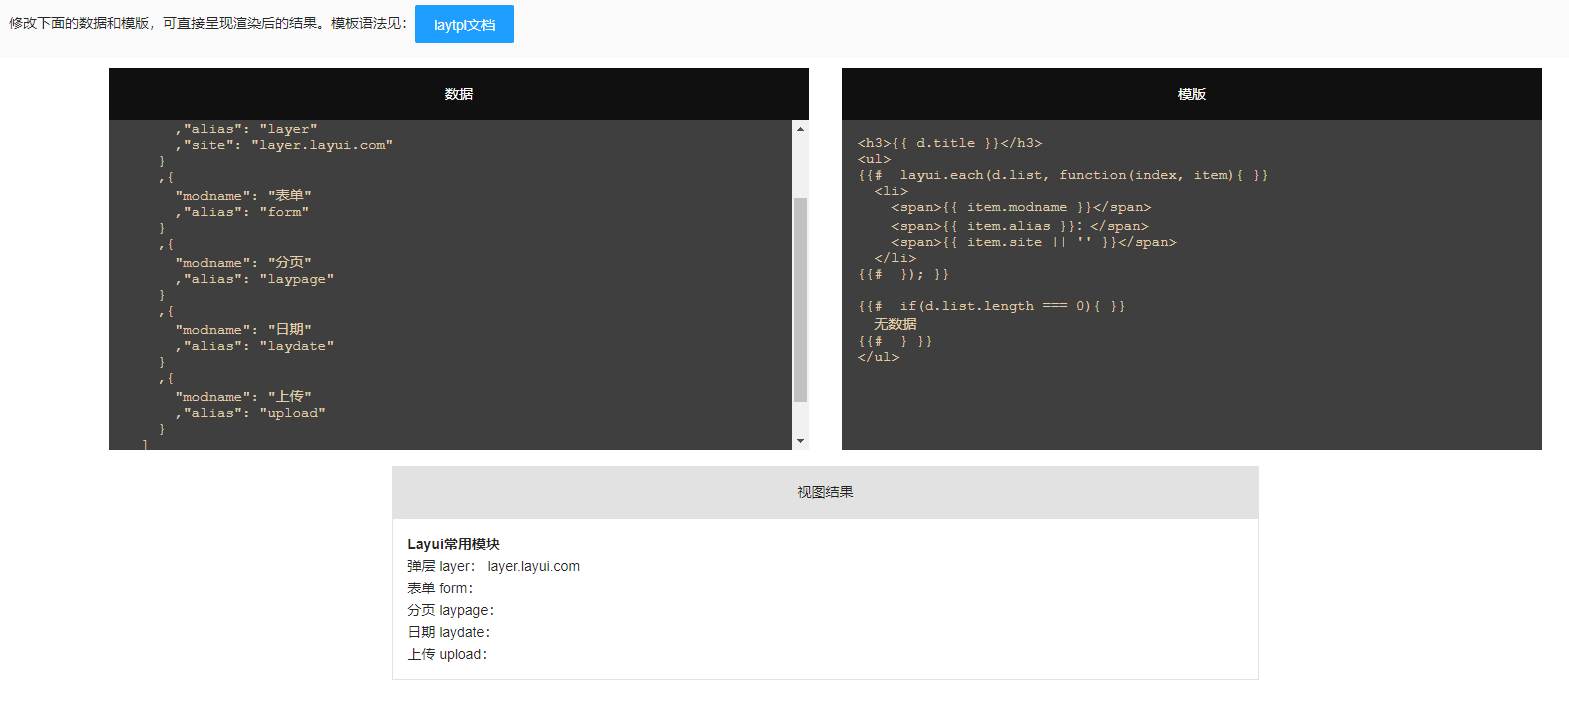 修改下面的数据和模版，可直接呈现渲染后的结果。模板语法见： laytpl文档
数据
,"alias": "layer"
,"site": "layer.layui.com"
}
,{
"modname": "表单"
,"alias": "form"
}
,{
"modname": "分页"
,"alias": "laypage"
}
,{
"modname": "日期"
,"alias": "laydate"
}
,{
"modname": "上传"
,"alias": "upload"
}
]
模版
<h3>{{ d.title }}</h3>
<ul>
{{#  layui.each(d.list, function(index, item){ }}
<li>
<span>{{ item.modname }}</span>
<span>{{ item.alias }}：</span>
<span>{{ item.site || '' }}</span>
</li>
{{#  }); }}
{{#  if(d.list.length === 0){ }}
无数据
{{#  } }}
</ul>
视图结果
Layui常用模块
弹层 layer： layer.layui.com
表单 form：
分页 laypage：
日期 laydate：
上传 upload：